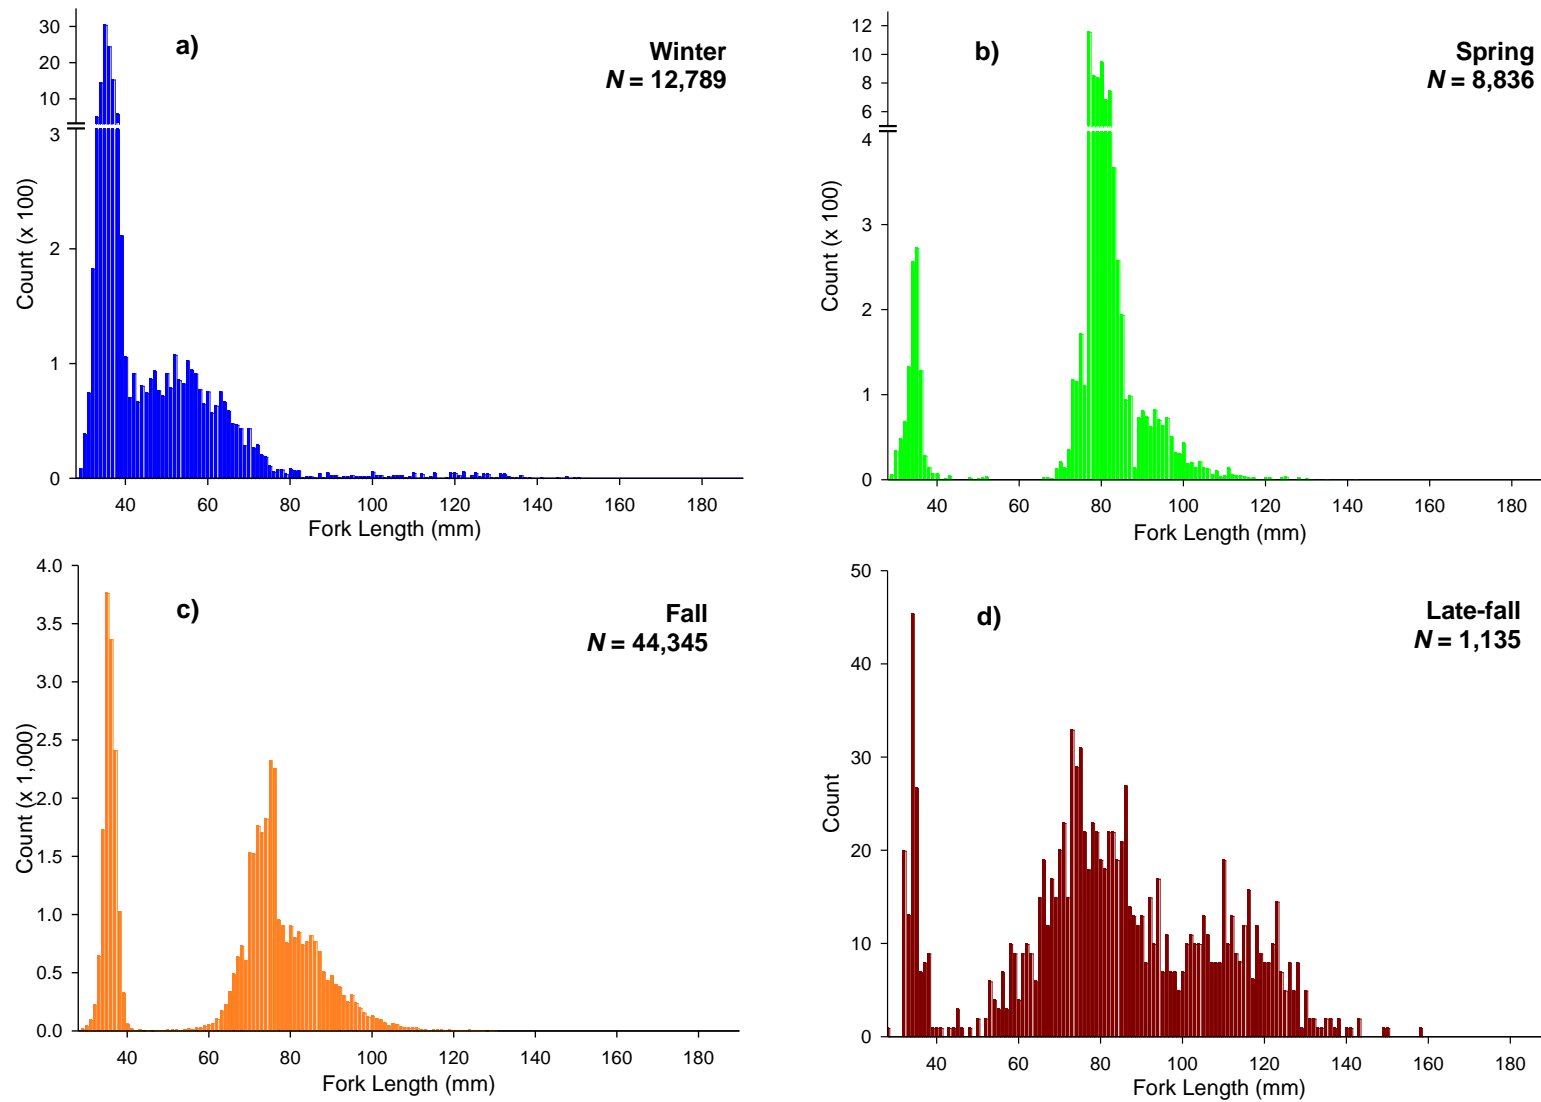 a)
Winter
N = 12,789
30
20
10
3
2
1
0
Count (x 100)
40 60 80 100 120 140 160 180
Fork Length (mm)
b)
Spring
N = 8,836
12
10
8
6
4
3
2
1
0
Count (x 100)
40 60 80 100 120 140 160 180
Fork Length (mm)
c)
Fall
N = 44,345
4.0
3.5
3.0
2.5
2.0
1.5
1.0
0.5
0.0
Count (x 1,000)
40 60 80 100 120 140 160 180
Fork Length (mm)
d)
Late-fall
N = 1,135
50
40
30
20
10
0
Count
40 60 80 100 120 140 160 180
Fork Length (mm)